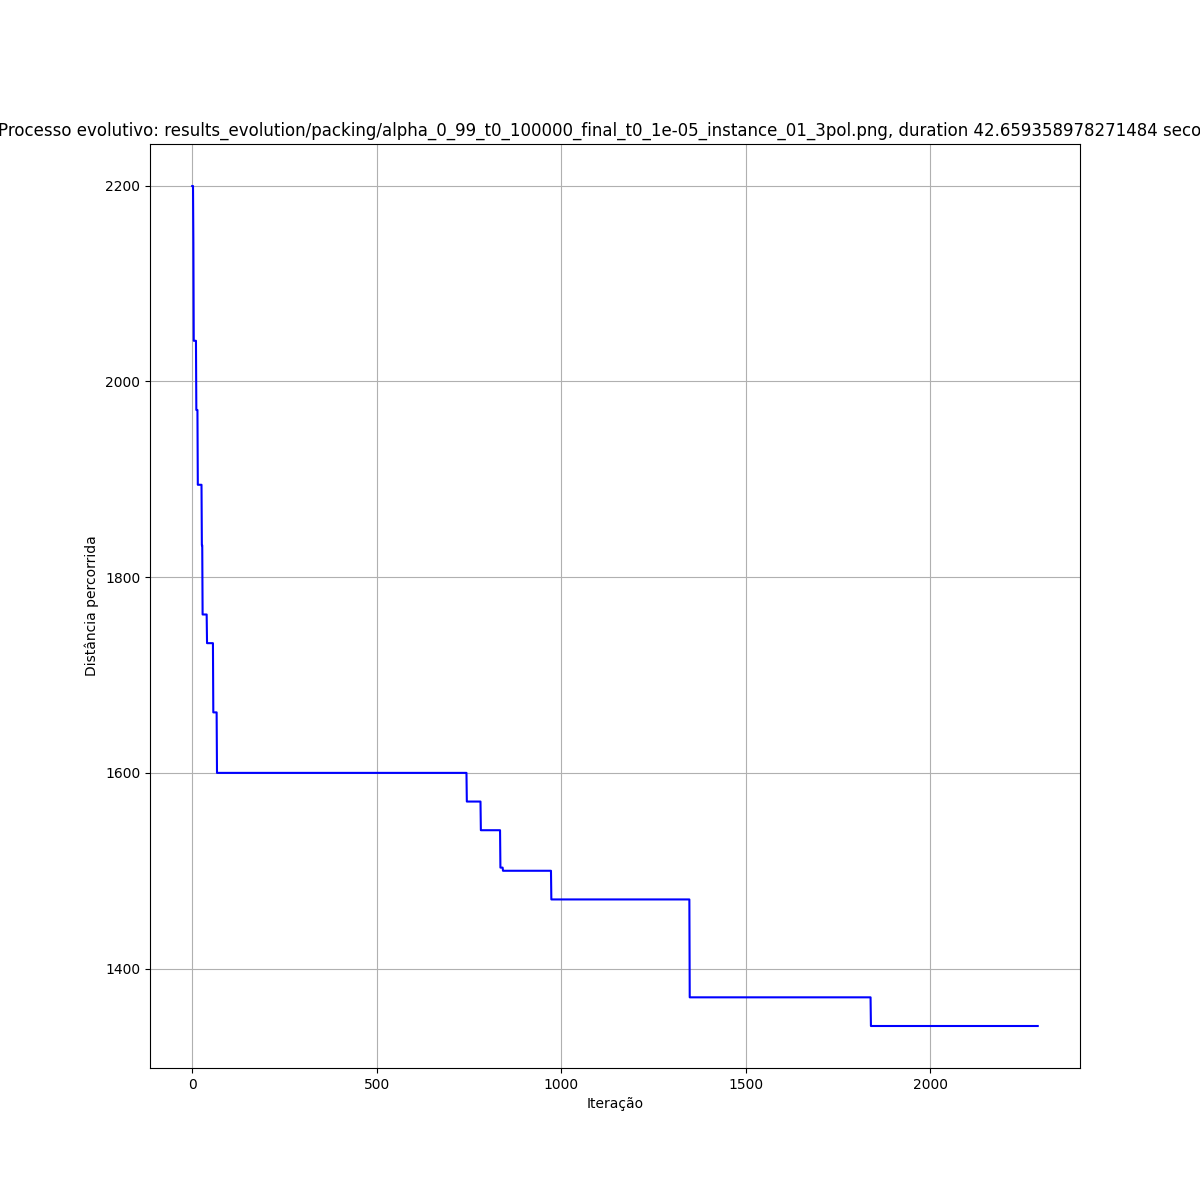 Processo evolutivo: results_evolution/packing/alpha_0_99_t0_100000_final_t0_1e-05_instance_01_3pol.png, duration 42.659358978271484 seco
2200
2000
1800
1600
1400
Distância percorrida
0 500 1000 1500 2000
Iteração